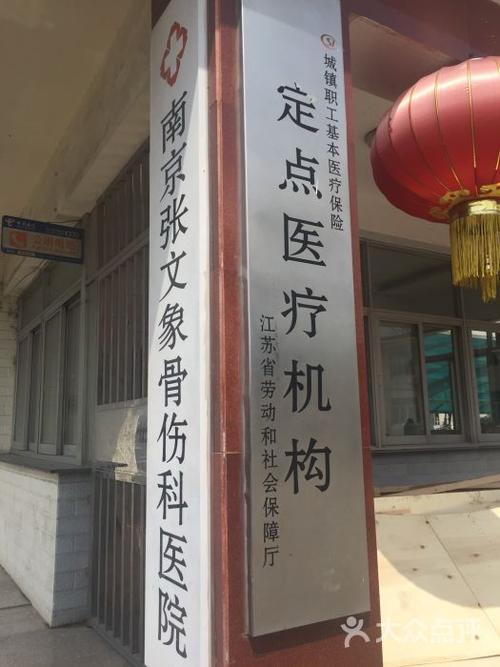 南京张文象骨伤科医院
城镇职工基本医疗保险
定点医疗机构
江苏省劳动和社会保障厅
大众点评